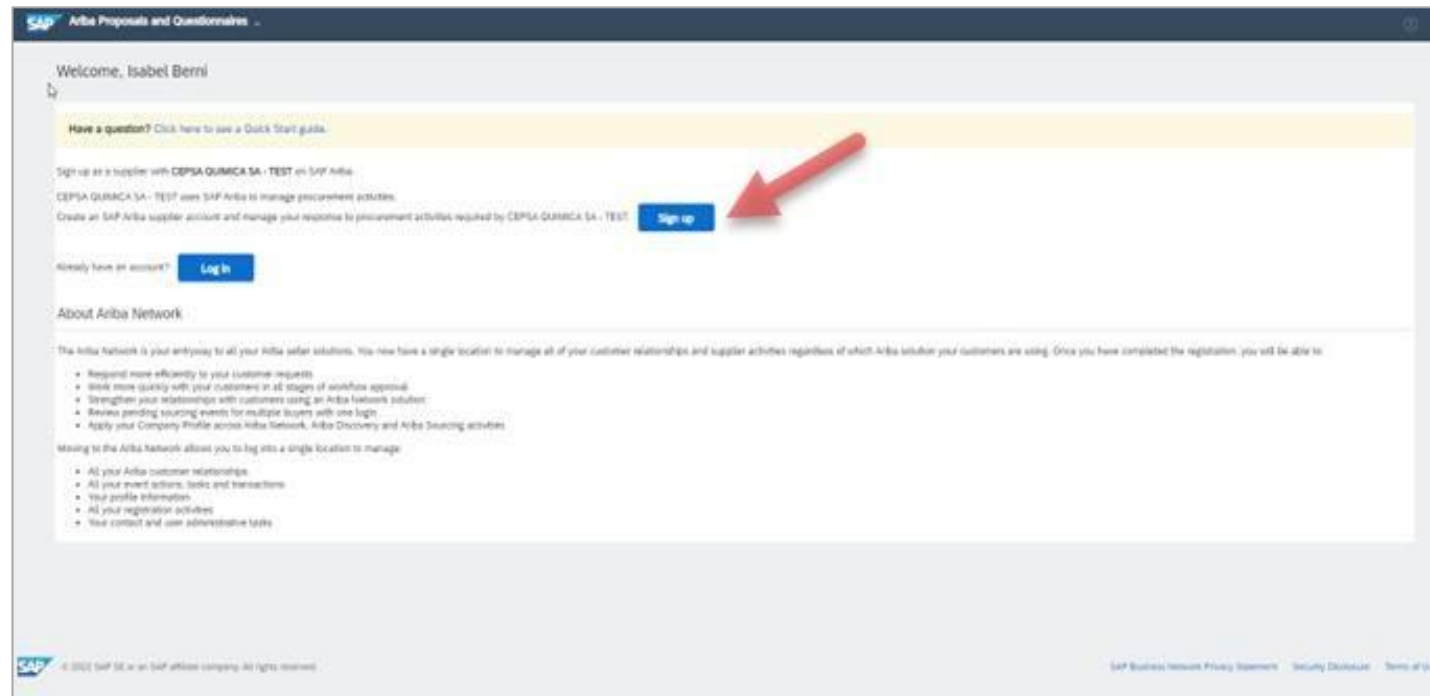 SAP Ariba Proposals and Questionnaires
Welcome, Isabel Berni
Have a question? Click here to see a Quick Start guide.
Sign up as a supplier with CEPSA QUIMICA SA - TEST on SAP Ariba.
CEPSA QUIMICA SA - TEST uses SAP Ariba to manage procurement activities.
Create an SAP Ariba supplier account and manage your response to procurement activities required by CEPSA QUIMICA SA - TEST. Sign up
Already have an account? Log in
About Ariba Network
The Ariba Network is your entryway to all your Ariba seller solutions. You now have a single location to manage all of your customer relationships and supplier activities regardless of which Ariba solution your customers are using. Once you have completed the registration, you will be able to:
• Respond more efficiently to your customer requests
• Work more quickly with your customers in all stages of workflow approval
• Strengthen your relationships with customers using an Ariba Network solution
• Review pending sourcing events for multiple buyers with one login
• Apply your Company Profile across Ariba Network, Ariba Discovery and Ariba Sourcing activities
Moving to the Ariba Network allows you to log into a single location to manage:
• All your Ariba customer relationships
• All your event actions, tasks and transactions
• Your profile information
• All your registration activities
• Your contact and user administrative tasks
SAP © 2022 SAP SE or an SAP affiliate company. All rights reserved. SAP Business Network Privacy Statement Security Disclosure Terms of